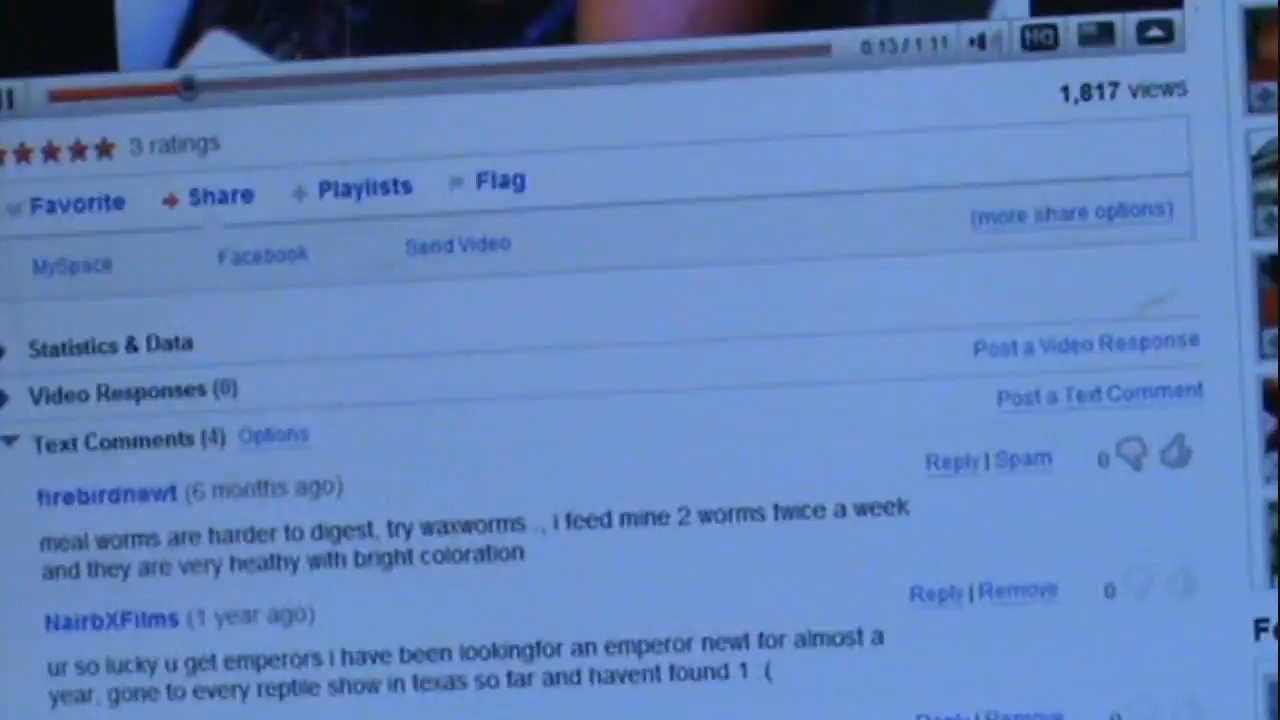 0:13 / 1:11 HQ
1,817 views
3 ratings
Favorite Share Playlists Flag
MySpace Facebook Send Video (more share options)
Statistics & Data
Post a Video Response
Video Responses (0)
Post a Text Comment
Text Comments (4) Options
firebirdnewt (6 months ago) Reply | Spam 0
meal worms are harder to digest, try waxworms . , i feed mine 2 worms twice a week
and they are very heathy with bright coloration
NairbXFilms (1 year ago) Reply | Remove 0
ur so lucky u get emperors i have been lookingfor an emperor newt for almost a
year, gone to every reptile show in texas so far and havent found 1 :(
Reply | Remove 0